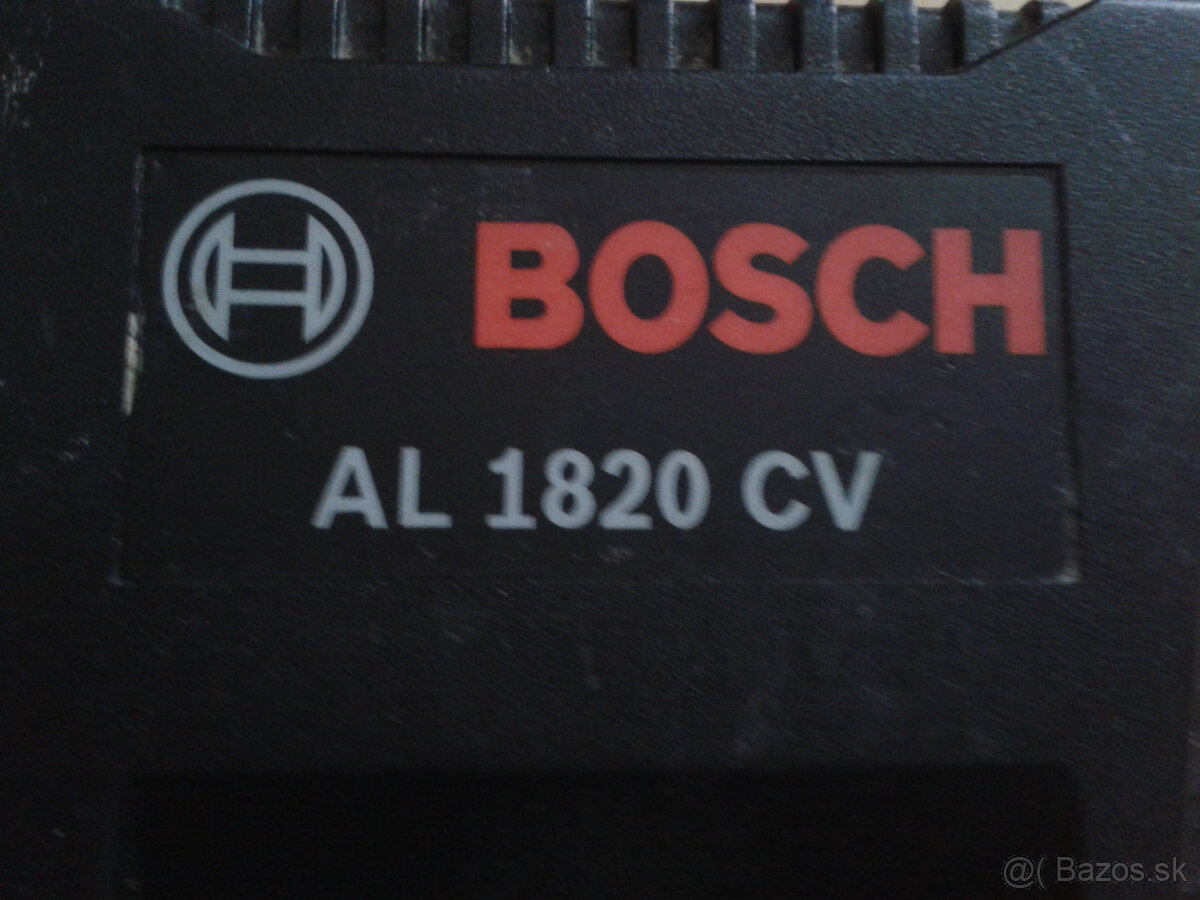 BOSCH
AL 1820 CV
@( Bazos.sk